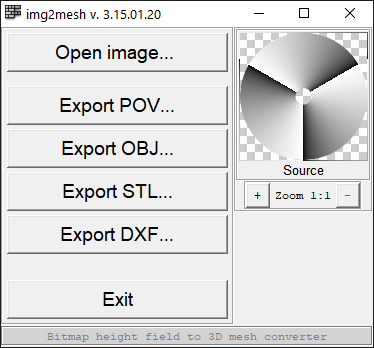 img2mesh v. 3.15.01.20
Open image...
Export POV...
Export OBJ...
Export STL...
Export DXF...
Exit
Source
+ Zoom 1:1 -
Bitmap height field to 3D mesh converter